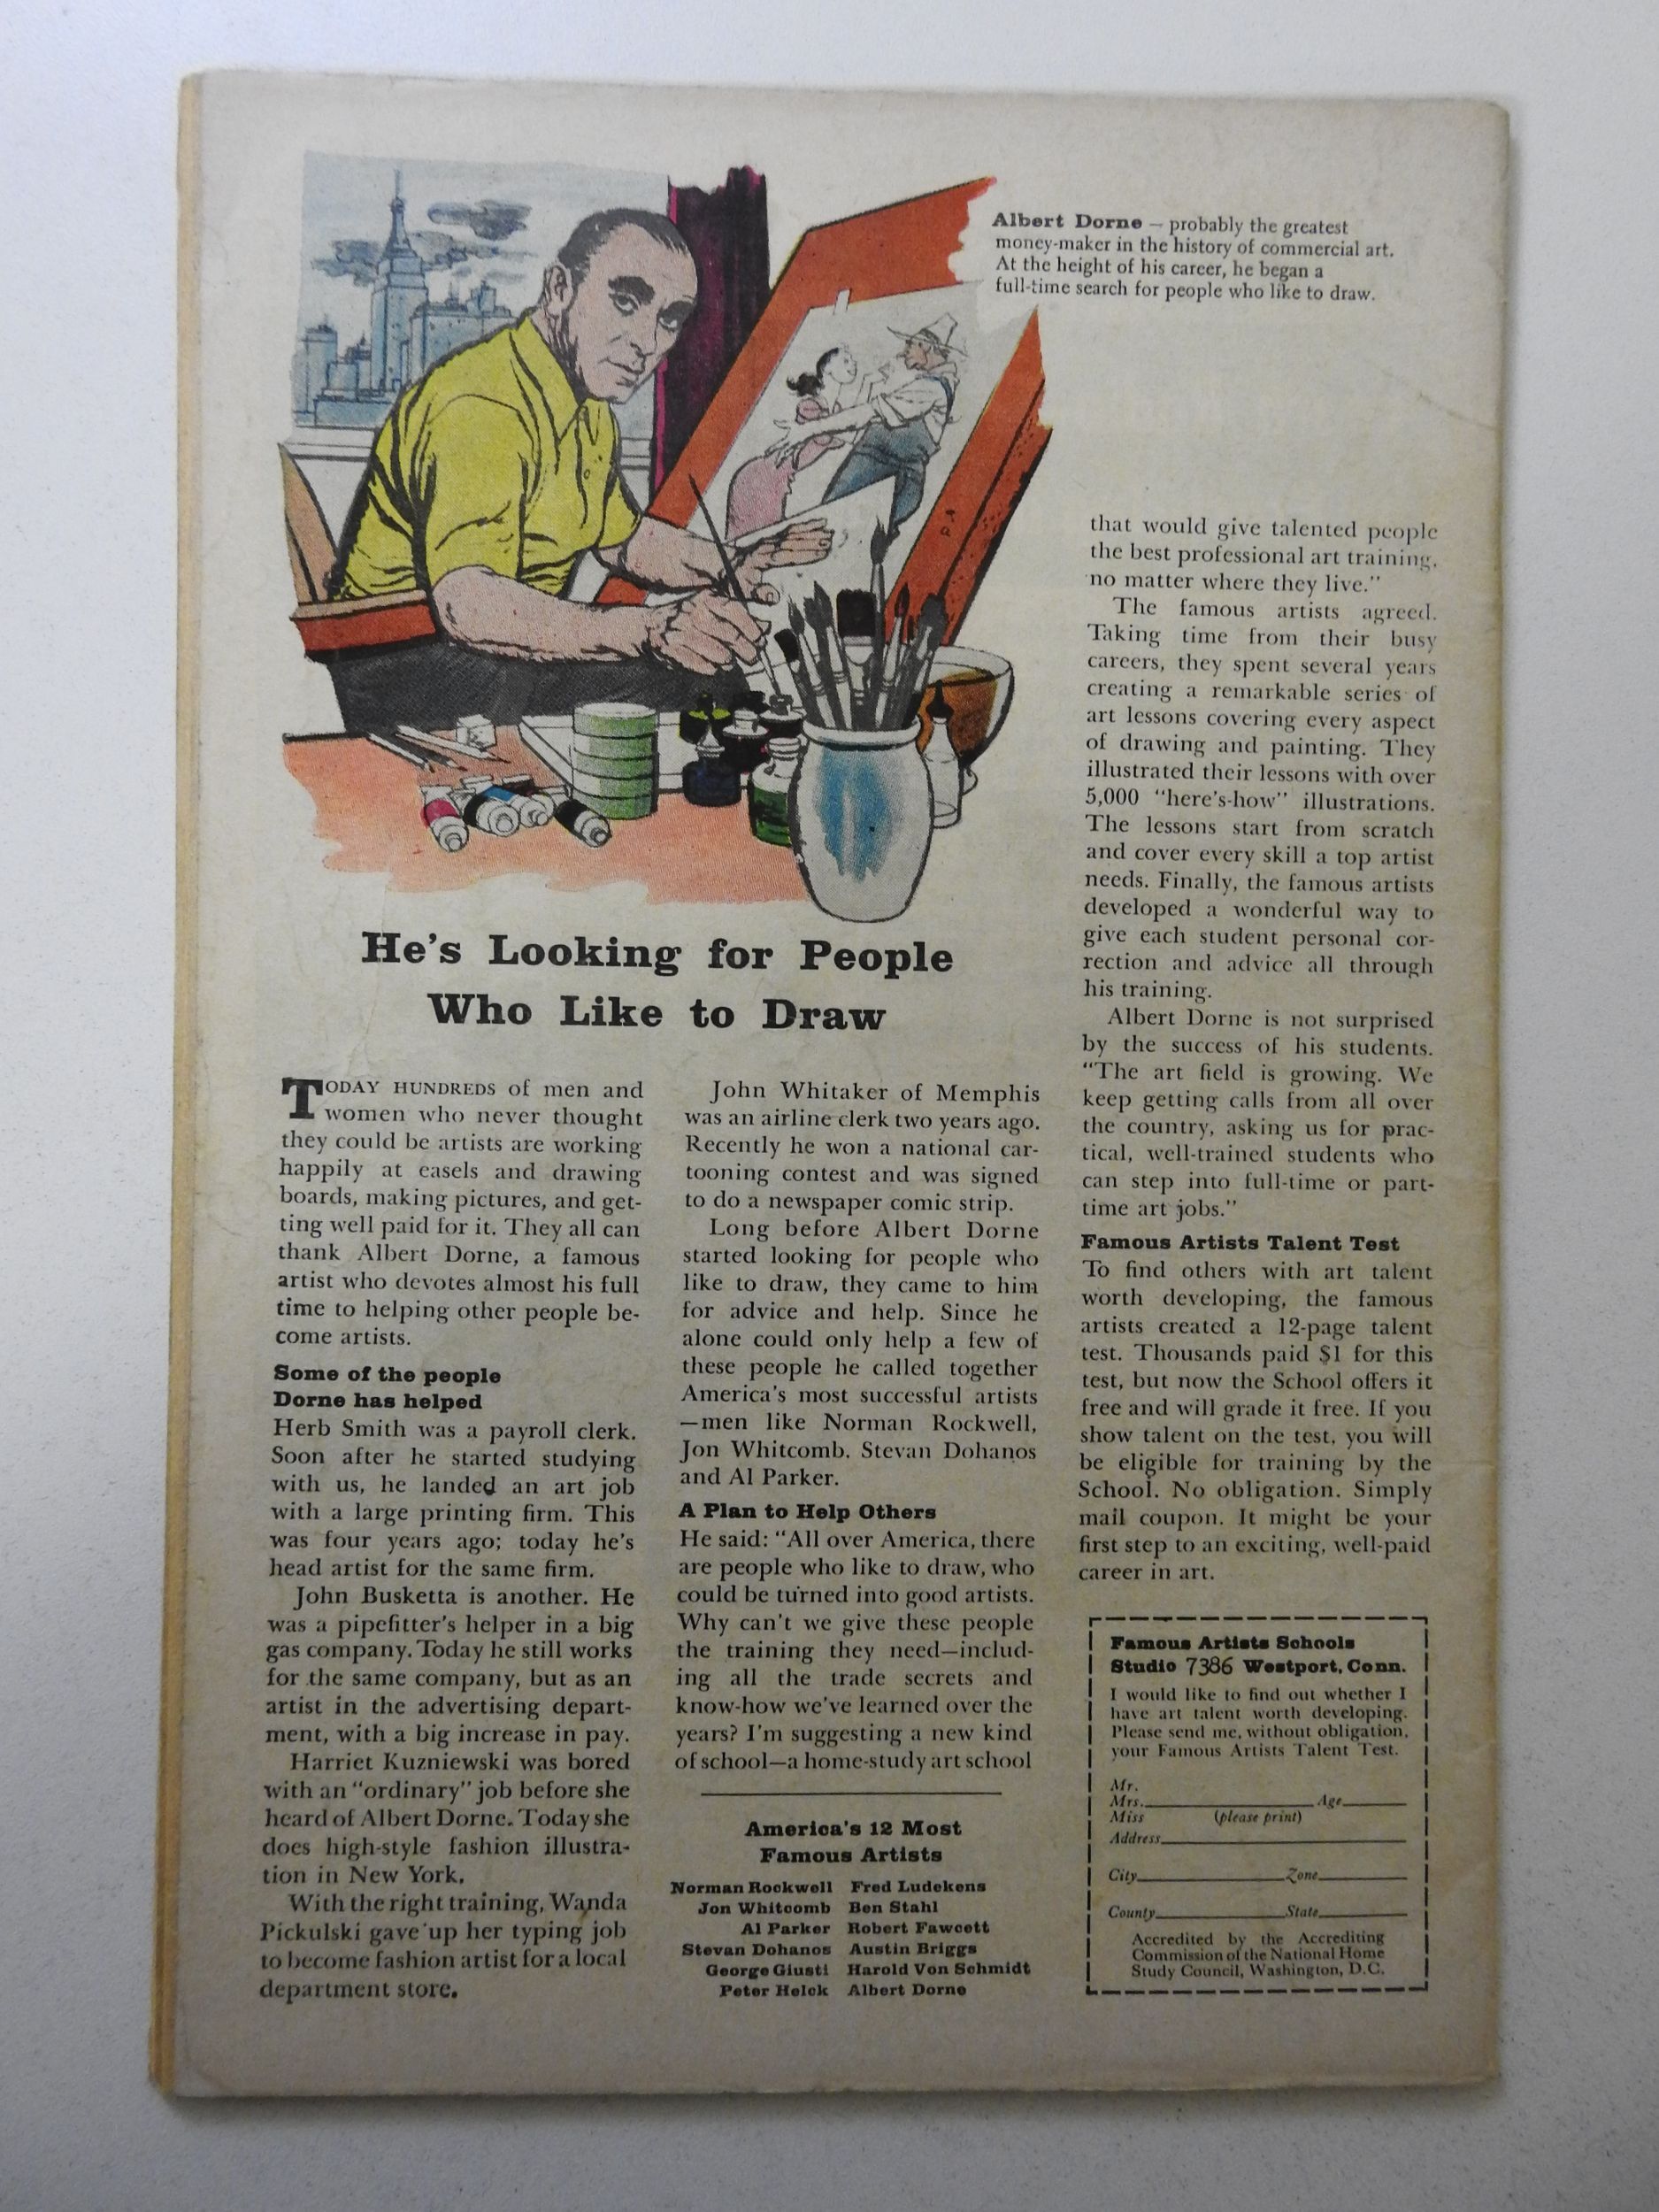 Albert Dorne — probably the greatest
money-maker in the history of commercial art.
At the height of his career, he began a
full-time search for people who like to draw.
He's Looking for People
Who Like to Draw
TODAY HUNDREDS of men and
women who never thought
they could be artists are working
happily at easels and drawing
boards, making pictures, and get-
ting well paid for it. They all can
thank Albert Dorne, a famous
artist who devotes almost his full
time to helping other people be-
come artists.
Some of the people
Dorne has helped
Herb Smith was a payroll clerk.
Soon after he started studying
with us, he landed an art job
with a large printing firm. This
was four years ago; today he's
head artist for the same firm.
John Busketta is another. He
was a pipefitter's helper in a big
gas company. Today he still works
for the same company, but as an
artist in the advertising depart-
ment, with a big increase in pay.
Harriet Kuzniewski was bored
with an "ordinary" job before she
heard of Albert Dorne. Today she
does high-style fashion illustra-
tion in New York.
With the right training, Wanda
Pickulski gave up her typing job
to become fashion artist for a local
department store.
John Whitaker of Memphis
was an airline clerk two years ago.
Recently he won a national car-
tooning contest and was signed
to do a newspaper comic strip.
Long before Albert Dorne
started looking for people who
like to draw, they came to him
for advice and help. Since he
alone could only help a few of
these people he called together
America's most successful artists
—men like Norman Rockwell,
Jon Whitcomb, Stevan Dohanos
and Al Parker.
A Plan to Help Others
He said: "All over America, there
are people who like to draw, who
could be turned into good artists.
Why can't we give these people
the training they need—includ-
ing all the trade secrets and
know-how we've learned over the
years? I'm suggesting a new kind
of school—a home-study art school
America's 12 Most
Famous Artists
Norman Rockwell Fred Ludekens
Jon Whitcomb Ben Stahl
Al Parker Robert Fawcett
Stevan Dohanos Austin Briggs
George Giusti Harold Von Schmidt
Peter Helck Albert Dorne
that would give talented people
the best professional art training,
no matter where they live."
The famous artists agreed.
Taking time from their busy
careers, they spent several years
creating a remarkable series of
art lessons covering every aspect
of drawing and painting. They
illustrated their lessons with over
5,000 "here's-how" illustrations.
The lessons start from scratch
and cover every skill a top artist
needs. Finally, the famous artists
developed a wonderful way to
give each student personal cor-
rection and advice all through
his training.
Albert Dorne is not surprised
by the success of his students.
"The art field is growing. We
keep getting calls from all over
the country, asking us for prac-
tical, well-trained students who
can step into full-time or part-
time art jobs."
Famous Artists Talent Test
To find others with art talent
worth developing, the famous
artists created a 12-page talent
test. Thousands paid $1 for this
test, but now the School offers it
free and will grade it free. If you
show talent on the test, you will
be eligible for training by the
School. No obligation. Simply
mail coupon. It might be your
first step to an exciting, well-paid
career in art.
Famous Artists Schools
Studio 7386 Westport, Conn.
I would like to find out whether I
have art talent worth developing.
Please send me, without obligation,
your Famous Artists Talent Test.
Mr.
Mrs. Age
Miss (please print)
Address
City Zone
County State
Accredited by the Accrediting
Commission of the National Home
Study Council, Washington, D.C.